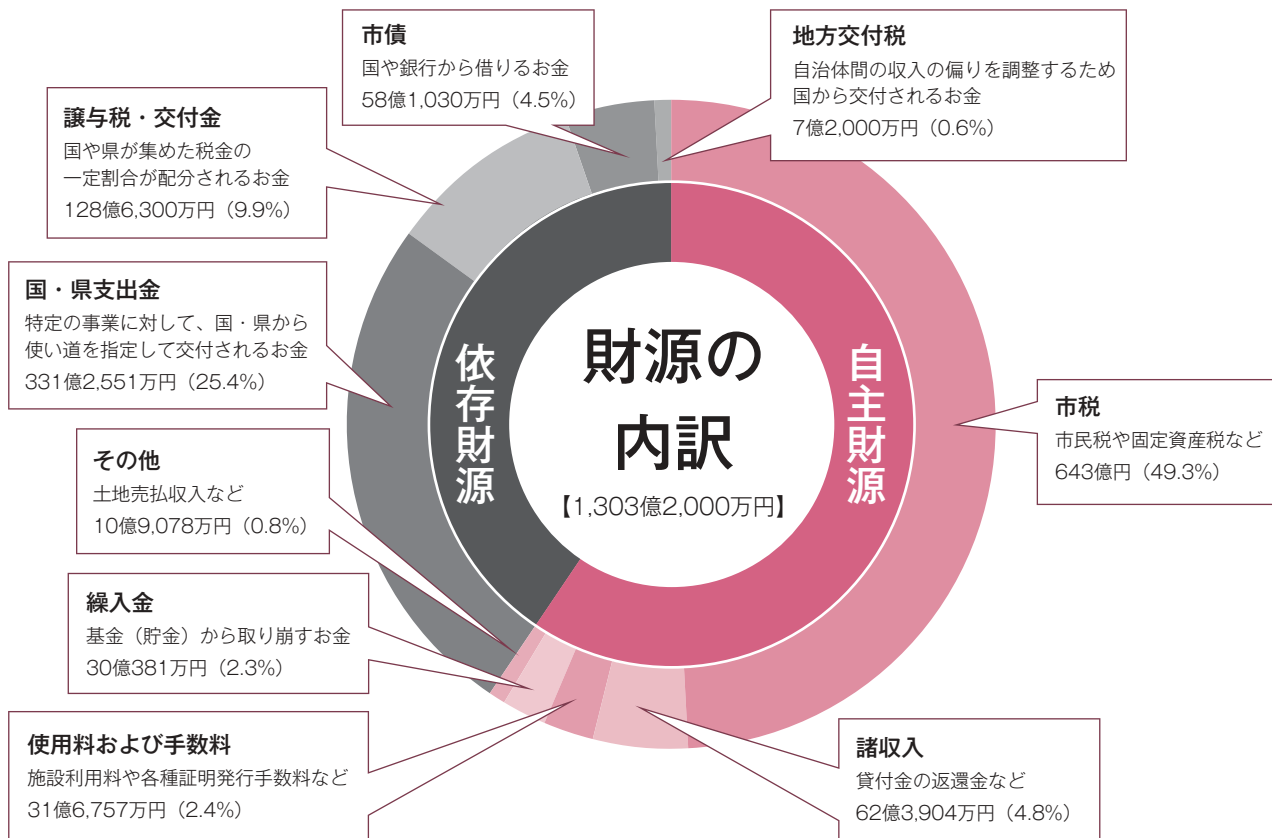 市債
国や銀行から借りるお金
58億1,030万円（4.5%）
地方交付税
自治体間の収入の偏りを調整するため
国から交付されるお金
7億2,000万円（0.6%）
譲与税・交付金
国や県が集めた税金の
一定割合が配分されるお金
128億6,300万円（9.9%）
国・県支出金
特定の事業に対して、国・県から
使い道を指定して交付されるお金
331億2,551万円（25.4%）
依存財源
財源の
内訳
【1,303億2,000万円】
自主財源
市税
市民税や固定資産税など
643億円（49.3%）
その他
土地売払収入など
10億9,078万円（0.8%）
繰入金
基金（貯金）から取り崩すお金
30億381万円（2.3%）
使用料および手数料
施設利用料や各種証明発行手数料など
31億6,757万円（2.4%）
諸収入
貸付金の返還金など
62億3,904万円（4.8%）